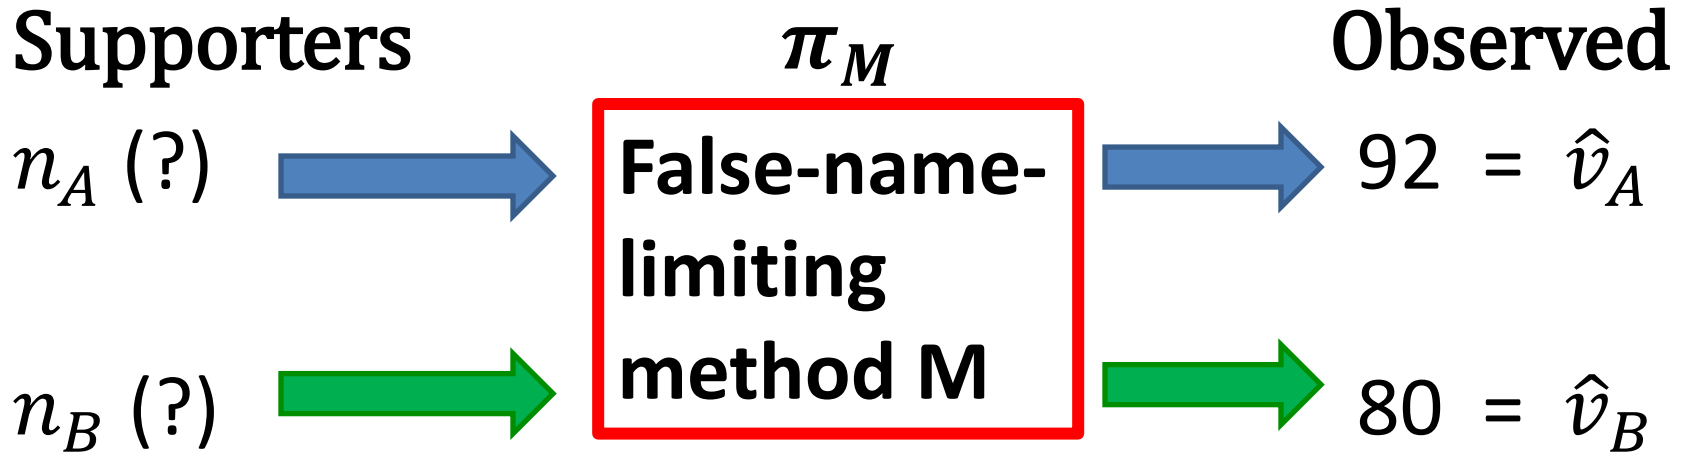 Supporters π_M Observed
n_A (?) False-name- 92 = v̂_A
limiting
method M
n_B (?) 80 = v̂_B